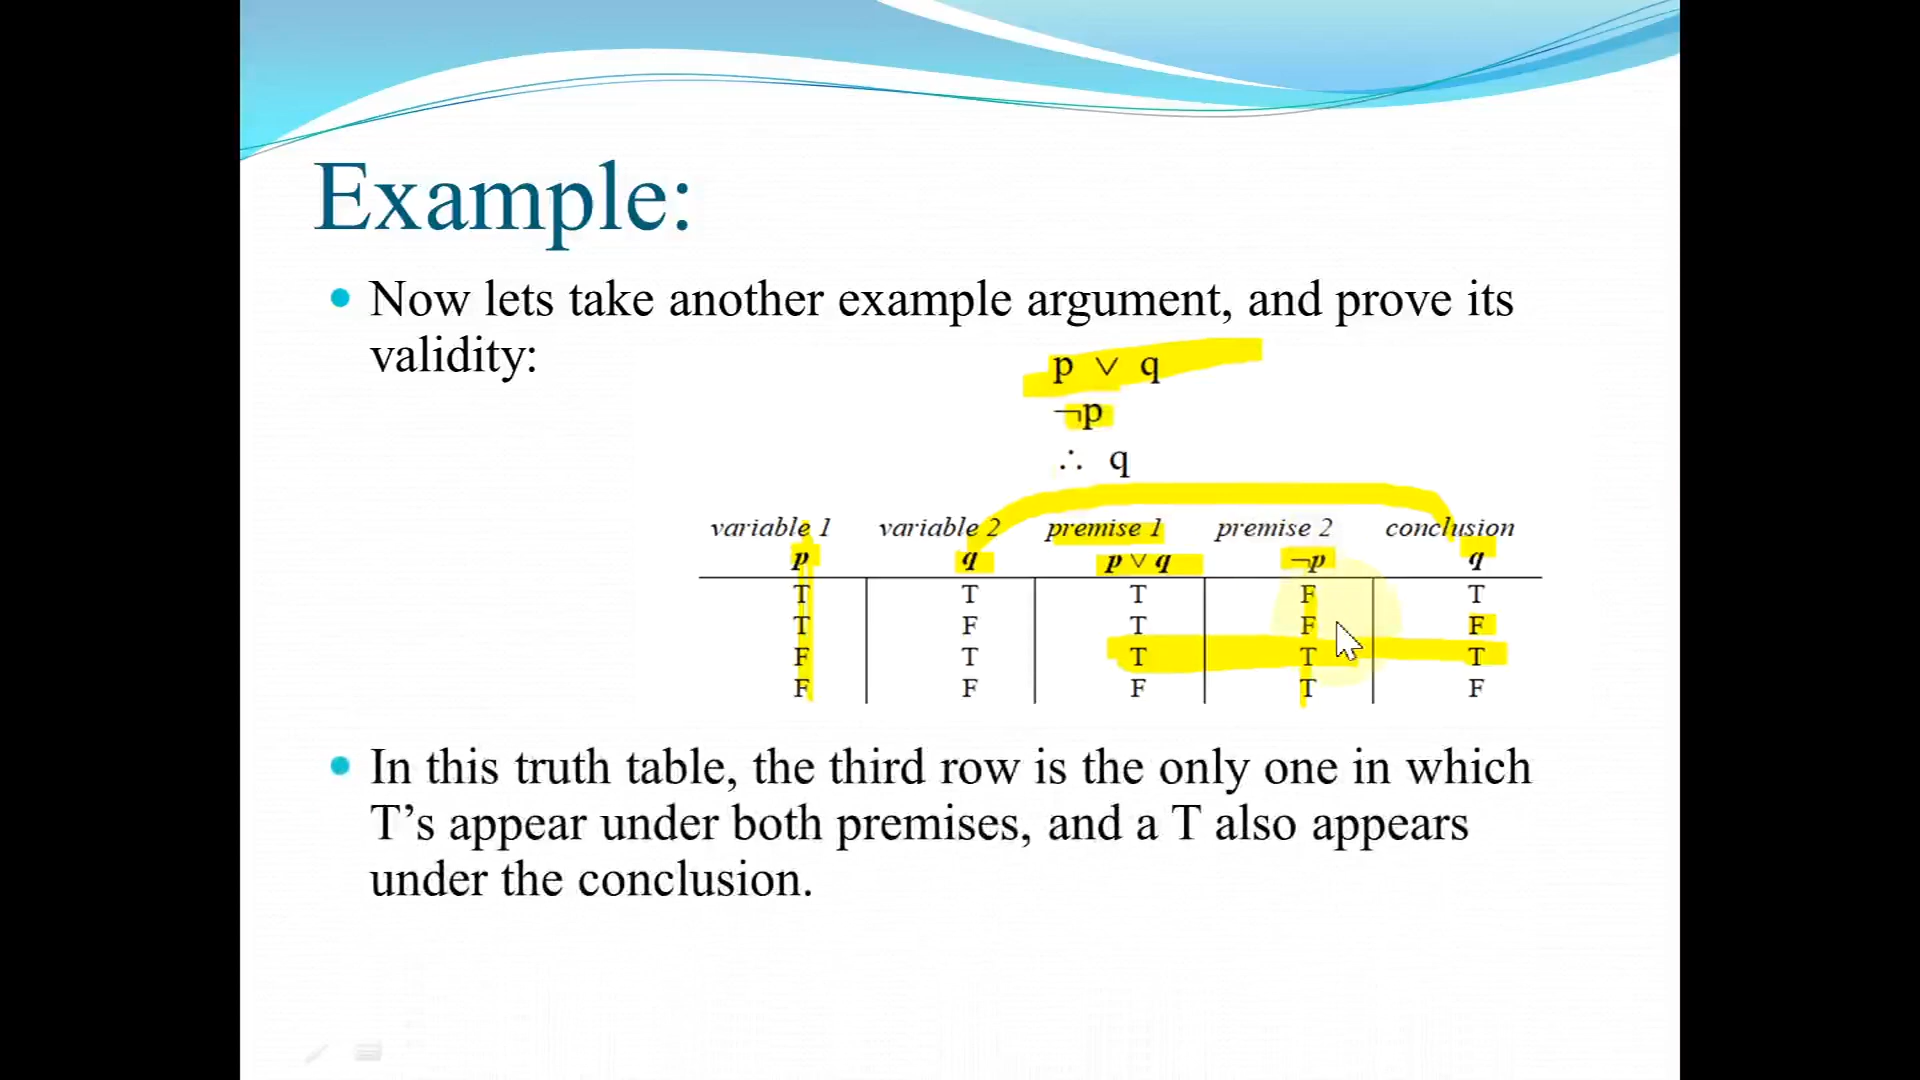 Example:
• Now lets take another example argument, and prove its
validity:
p ∨ q
¬p
∴ q
variable 1 variable 2 premise 1 premise 2 conclusion
p q p ∨ q ¬p q
T T T F T
T F T F F
F T T T T
F F F T F
• In this truth table, the third row is the only one in which
T’s appear under both premises, and a T also appears
under the conclusion.